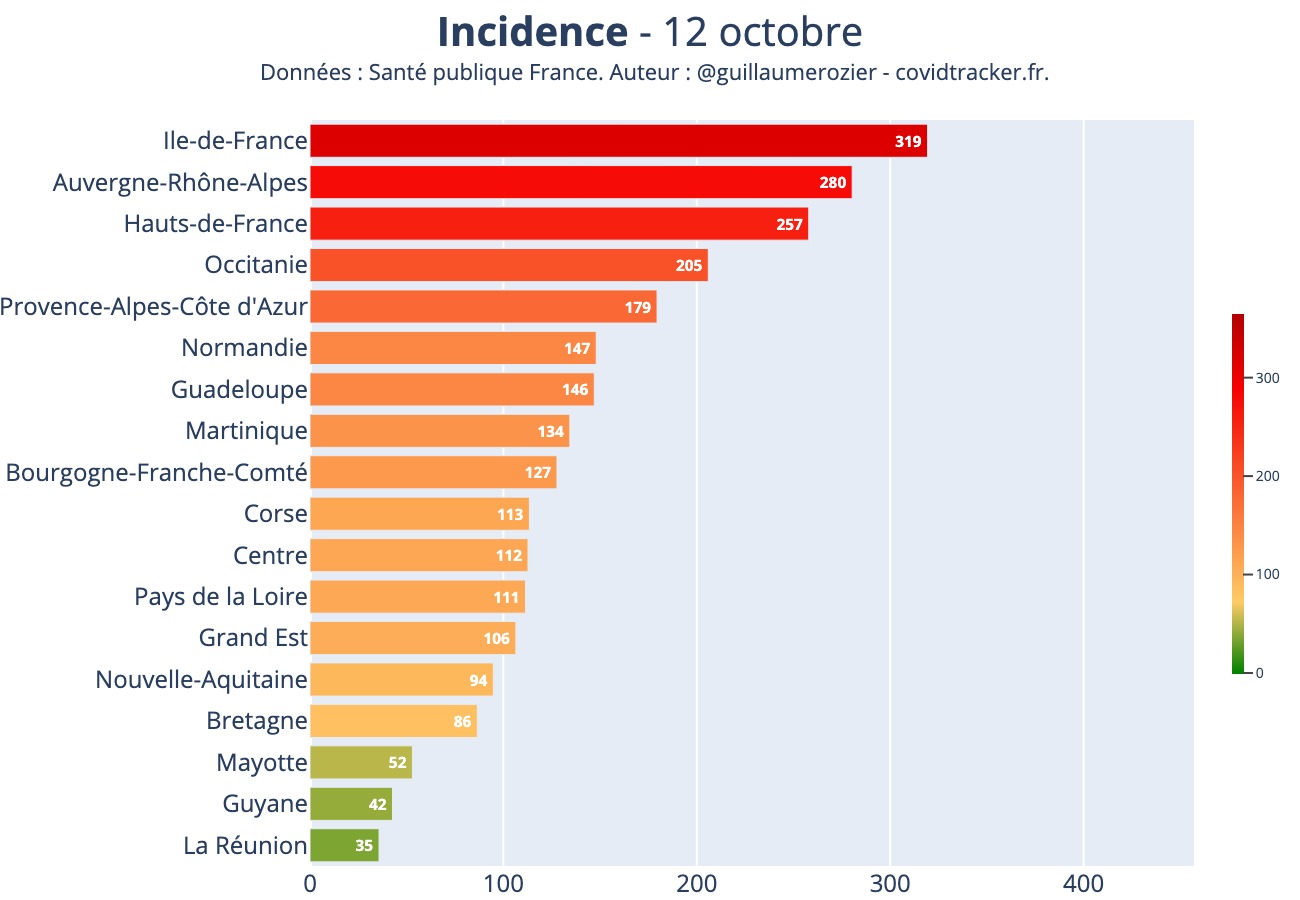 Incidence - 12 octobre
Données : Santé publique France. Auteur : @guillaumerozier - covidtracker.fr.
Ile-de-France 319
Auvergne-Rhône-Alpes 280
Hauts-de-France 257
Occitanie 205
Provence-Alpes-Côte d'Azur 179
Normandie 147
Guadeloupe 146
Martinique 134
Bourgogne-Franche-Comté 127
Corse 113
Centre 112
Pays de la Loire 111
Grand Est 106
Nouvelle-Aquitaine 94
Bretagne 86
Mayotte 52
Guyane 42
La Réunion 35
0 100 200 300 400
300
200
100
0